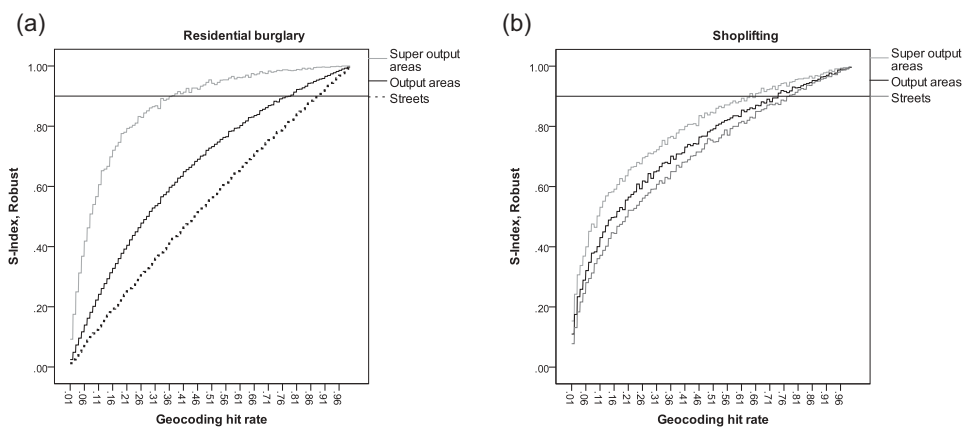 (a)
Residential burglary
Super output
areas
Output areas
Streets
1.00
.80
.60
.40
.20
.00
S-Index, Robust
.01 .06 .11 .16 .21 .26 .31 .36 .41 .46 .51 .56 .61 .66 .71 .76 .81 .86 .91 .96
Geocoding hit rate
(b)
Shoplifting
Super output
areas
Output areas
Streets
1.00
.80
.60
.40
.20
.00
S-Index, Robust
.01 .06 .11 .16 .21 .26 .31 .36 .41 .46 .51 .56 .61 .66 .71 .76 .81 .86 .91 .96
Geocoding hit rate